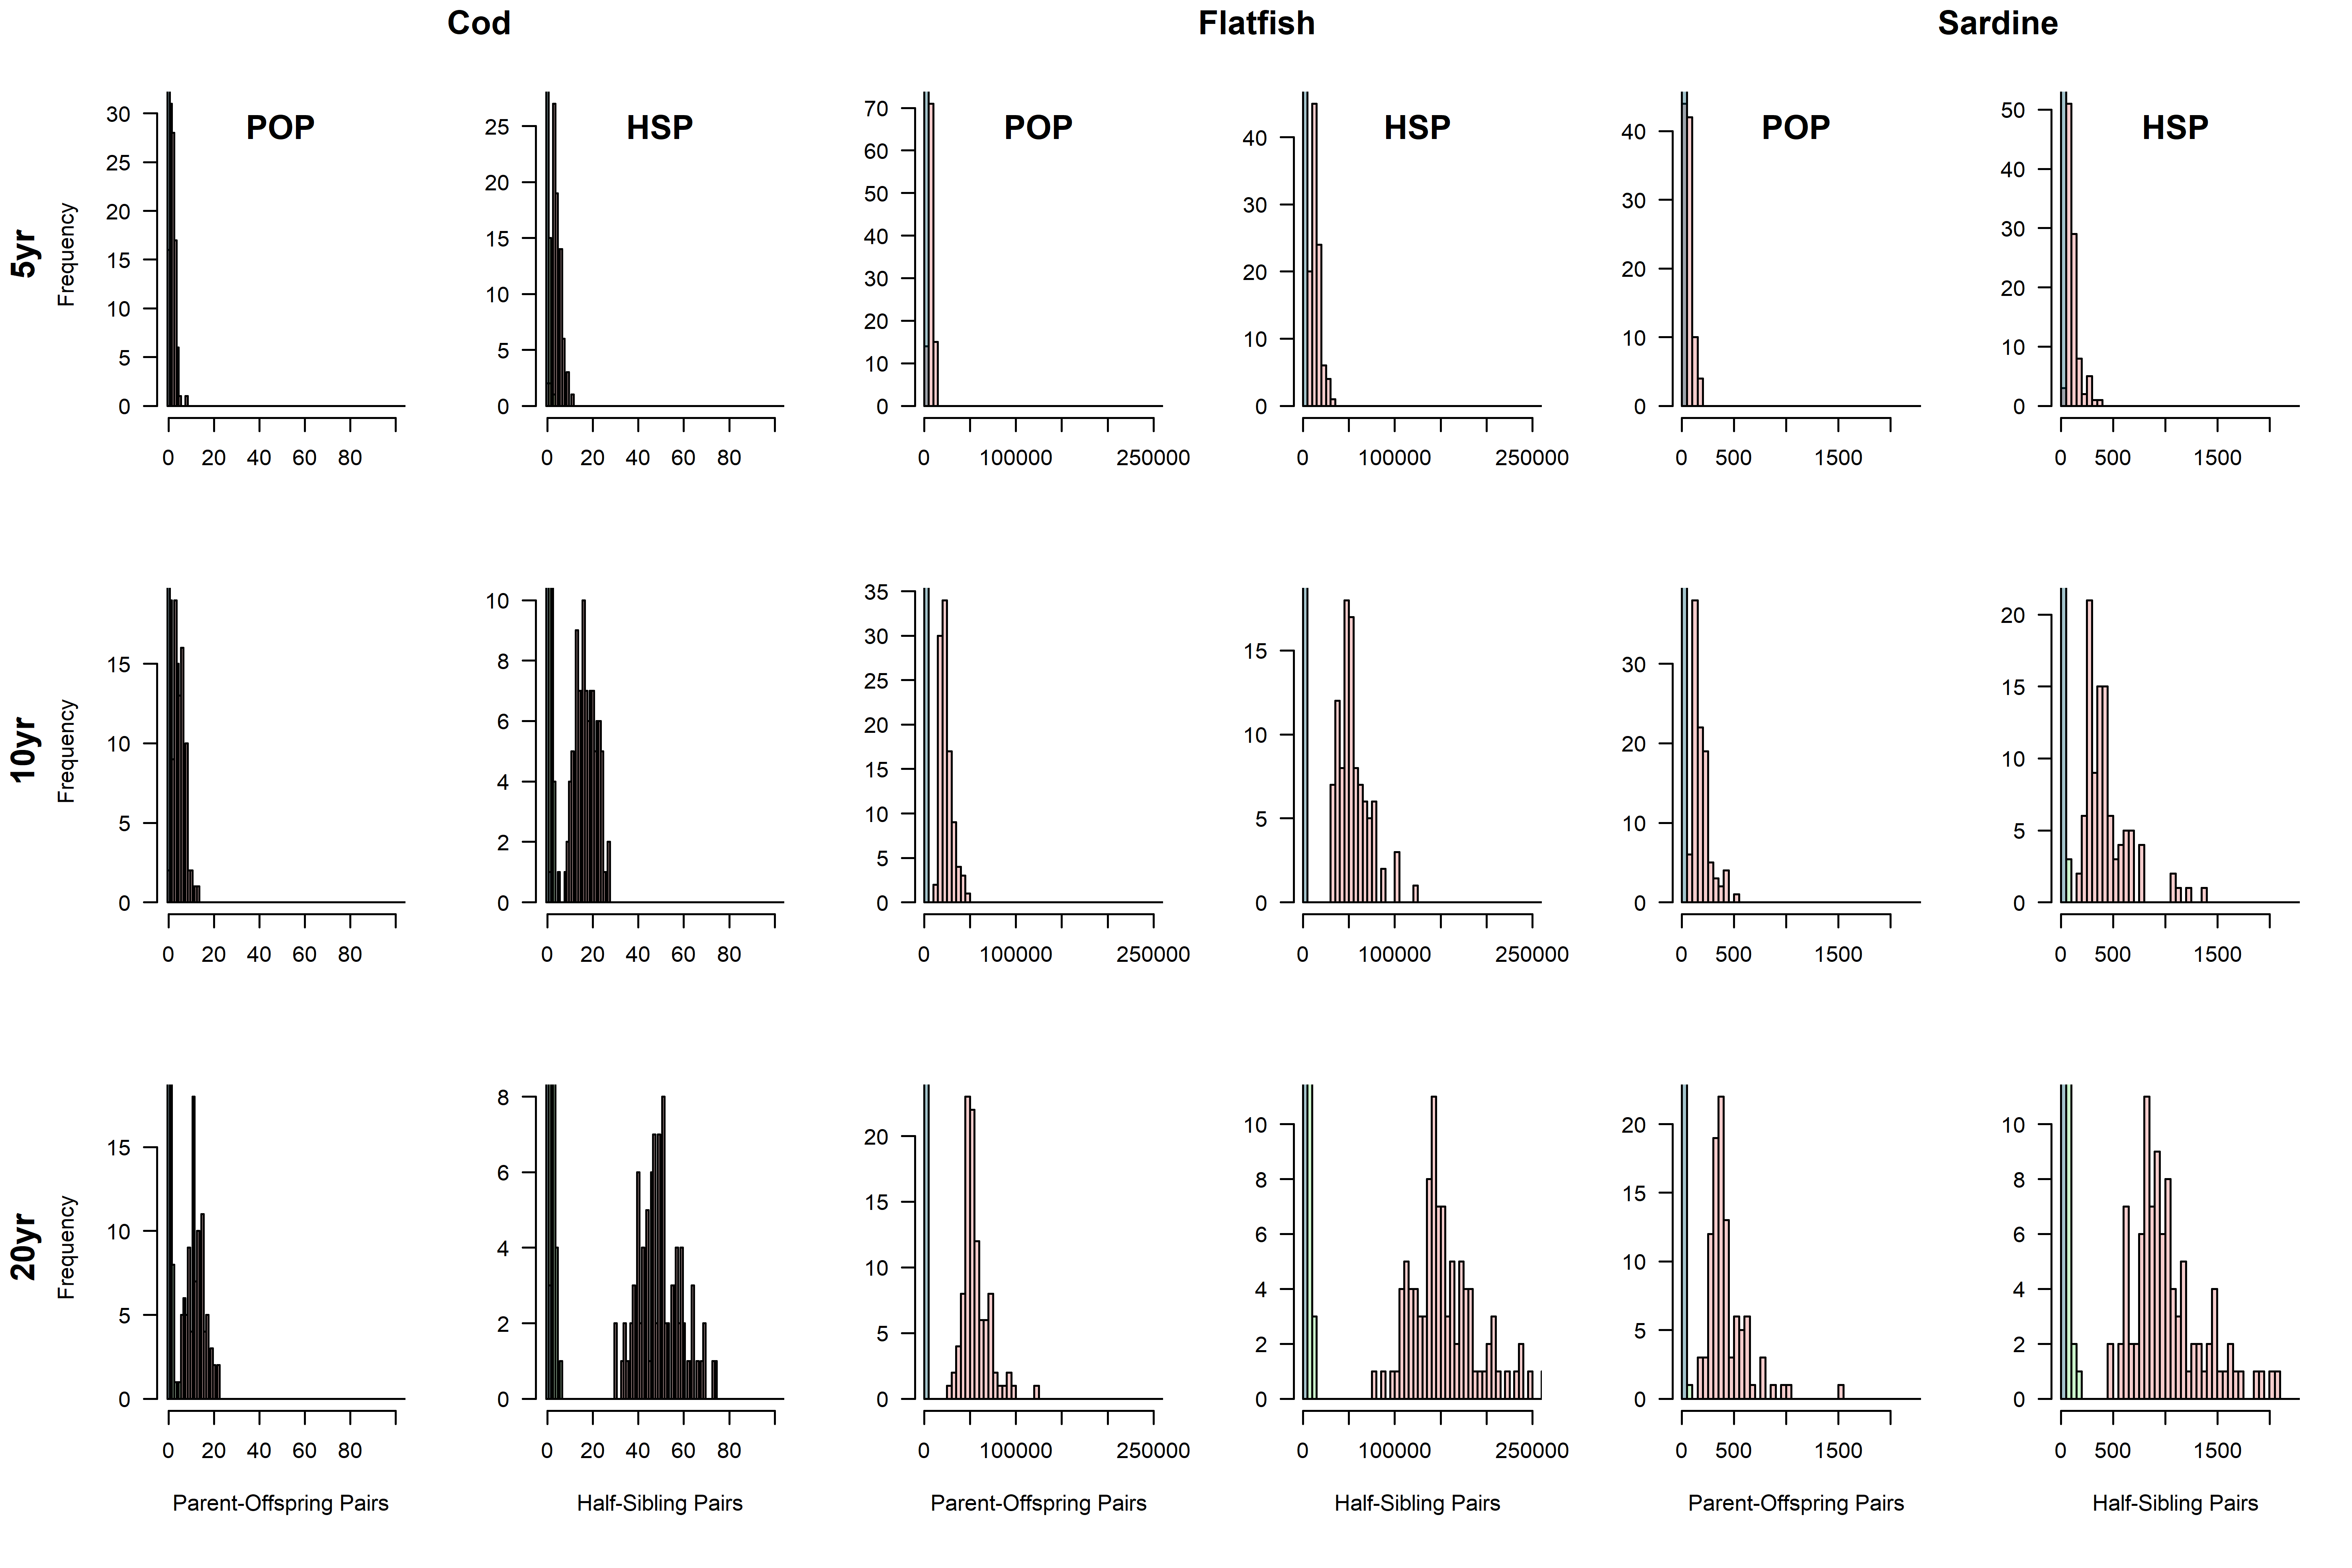 Cod Flatfish Sardine
POP HSP POP HSP POP HSP
5yr
Frequency
0 5 10 15 20 25 30
0 20 40 60 80
0 5 10 15 20 25
0 20 40 60 80
0 10 20 30 40 50 60 70
0 100000 250000
0 10 20 30 40
0 100000 250000
0 10 20 30 40
0 500 1500
0 10 20 30 40 50
0 500 1500
10yr
Frequency
0 5 10 15
0 20 40 60 80
0 2 4 6 8 10
0 20 40 60 80
0 5 10 15 20 25 30 35
0 100000 250000
0 5 10 15
0 100000 250000
0 10 20 30
0 500 1500
0 5 10 15 20
0 500 1500
20yr
Frequency
0 5 10 15
0 20 40 60 80
0 2 4 6 8
0 20 40 60 80
0 5 10 15 20
0 100000 250000
0 2 4 6 8 10
0 100000 250000
0 5 10 15 20
0 500 1500
0 2 4 6 8 10
0 500 1500
Parent-Offspring Pairs Half-Sibling Pairs Parent-Offspring Pairs Half-Sibling Pairs Parent-Offspring Pairs Half-Sibling Pairs